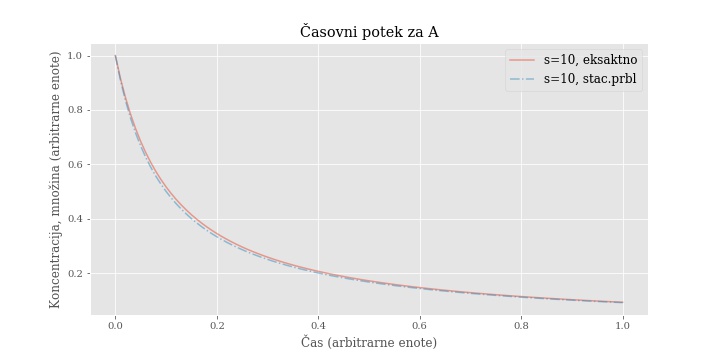 Časovni potek za A
s=10, eksaktno
s=10, stac.prbl
Koncentracija, množina (arbitrarne enote)
1.0
0.8
0.6
0.4
0.2
0.0 0.2 0.4 0.6 0.8 1.0
Čas (arbitrarne enote)